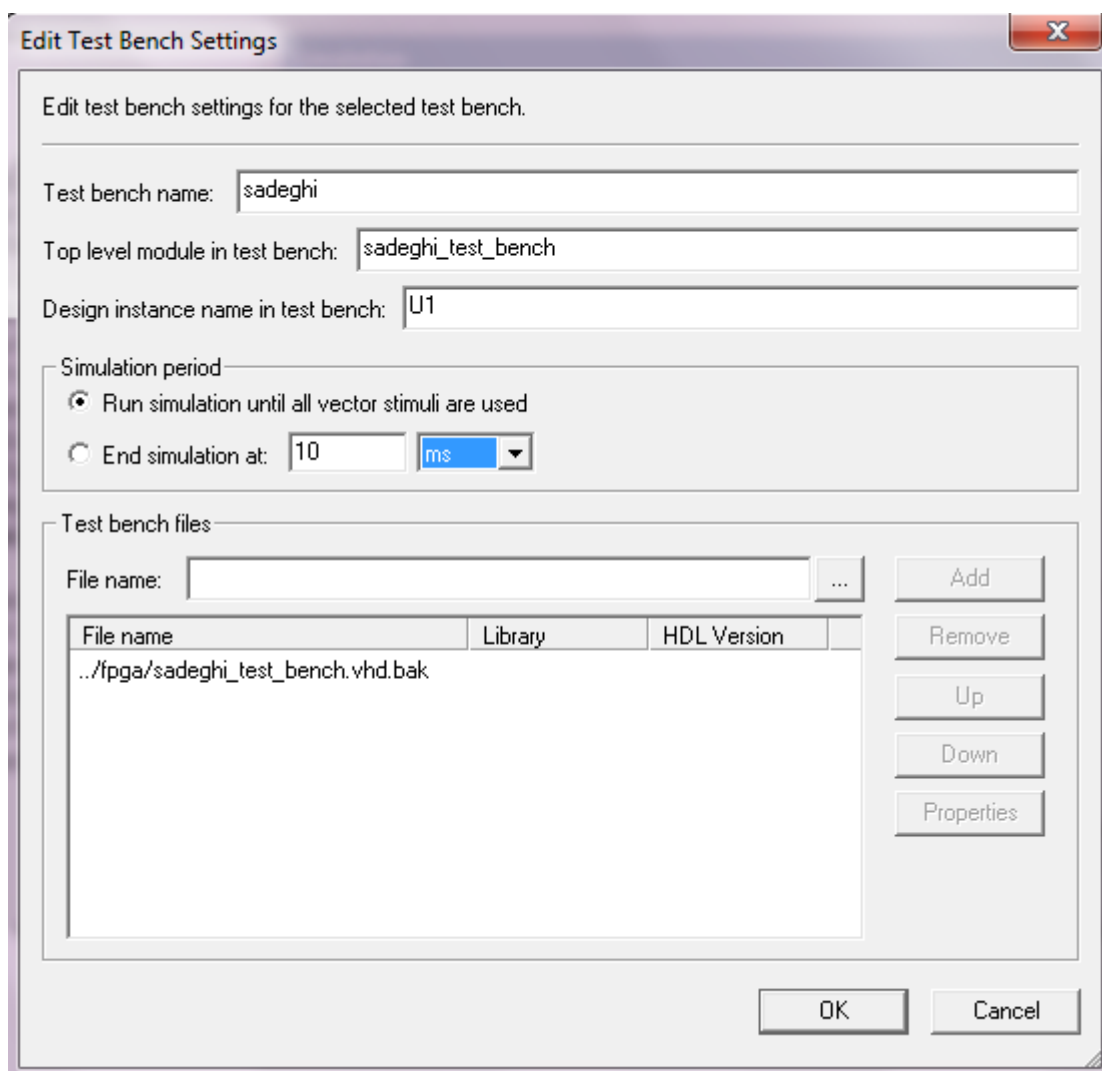 Edit Test Bench Settings
Edit test bench settings for the selected test bench.
Test bench name: sadeghi
Top level module in test bench: sadeghi_test_bench
Design instance name in test bench: U1
Simulation period
Run simulation until all vector stimuli are used
End simulation at: 10 ms
Test bench files
File name: ... Add
File name Library HDL Version Remove
../fpga/sadeghi_test_bench.vhd.bak
Up
Down
Properties
OK Cancel